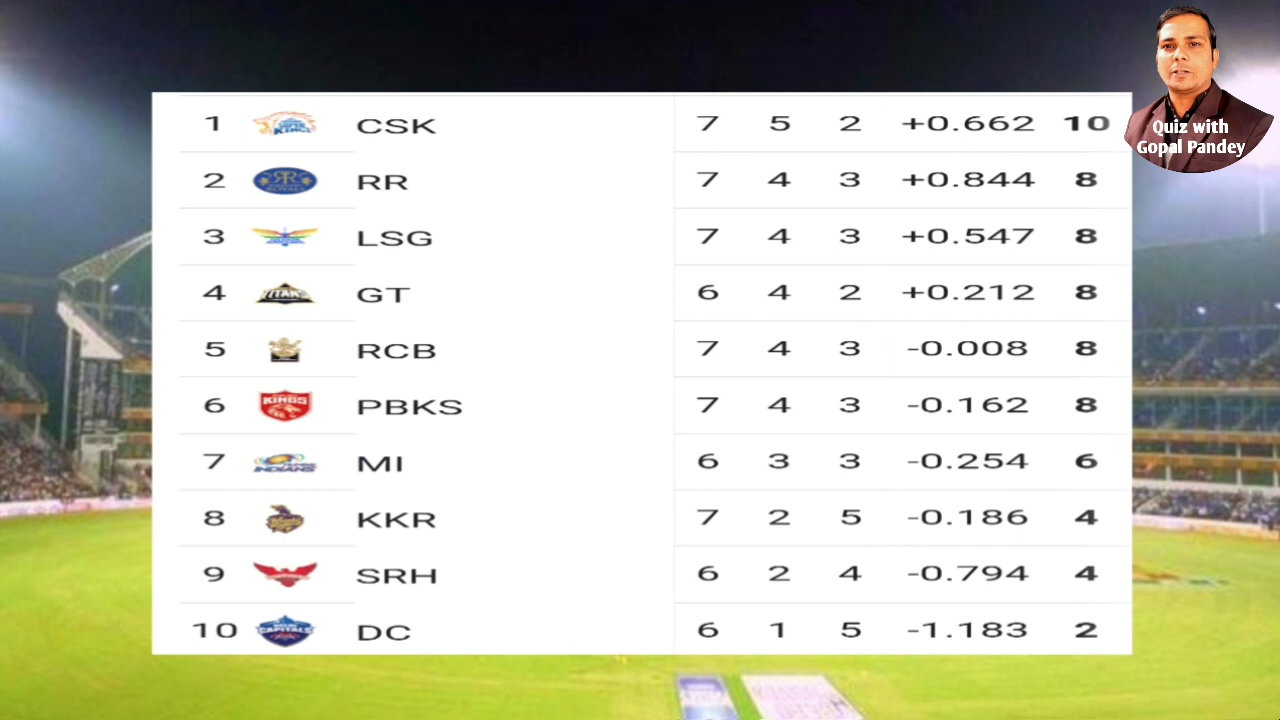 Quiz with
Gopal Pandey
1 CSK 7 5 2 +0.662 10
2 RR 7 4 3 +0.844 8
3 LSG 7 4 3 +0.547 8
4 GT 6 4 2 +0.212 8
5 RCB 7 4 3 -0.008 8
6 PBKS 7 4 3 -0.162 8
7 MI 6 3 3 -0.254 6
8 KKR 7 2 5 -0.186 4
9 SRH 6 2 4 -0.794 4
10 DC 6 1 5 -1.183 2